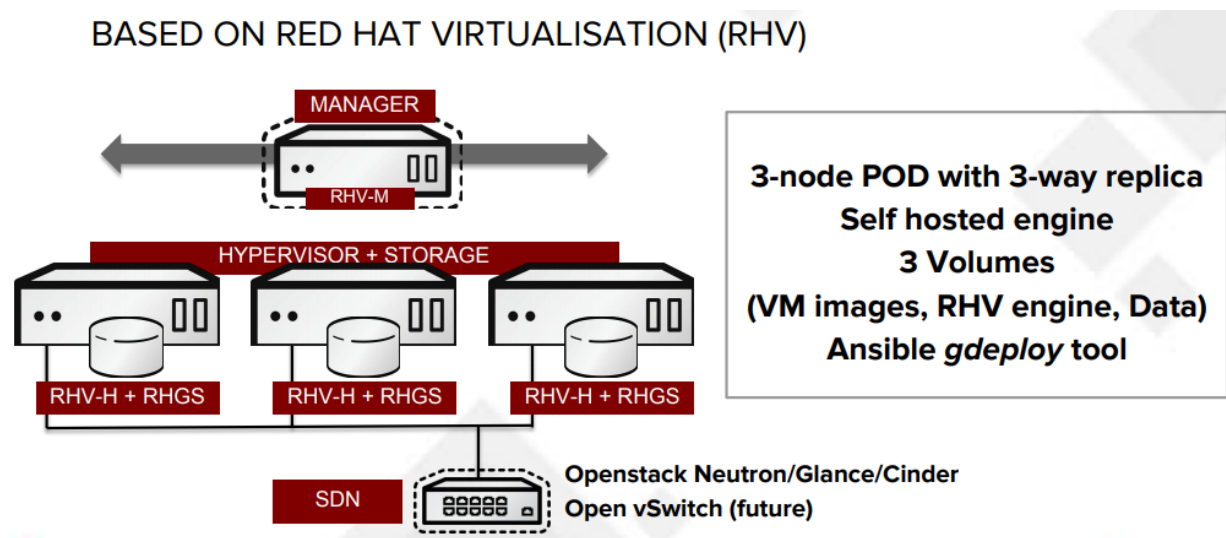 BASED ON RED HAT VIRTUALISATION (RHV)
MANAGER
RHV-M
HYPERVISOR + STORAGE
RHV-H + RHGS
RHV-H + RHGS
RHV-H + RHGS
SDN
Openstack Neutron/Glance/Cinder
Open vSwitch (future)
3-node POD with 3-way replica
Self hosted engine
3 Volumes
(VM images, RHV engine, Data)
Ansible gdeploy tool